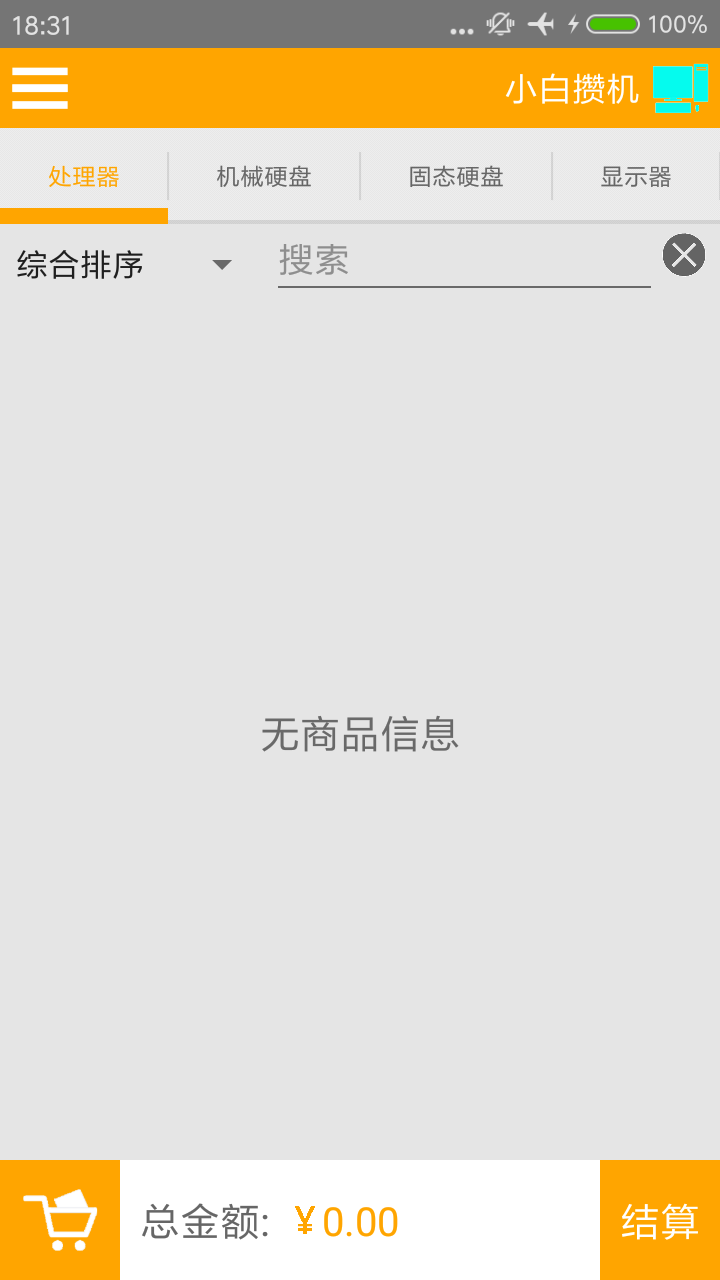 18:31 ... 100%
小白攒机
处理器 机械硬盘 固态硬盘 显示器
综合排序 搜索
无商品信息
总金额: ¥0.00 结算